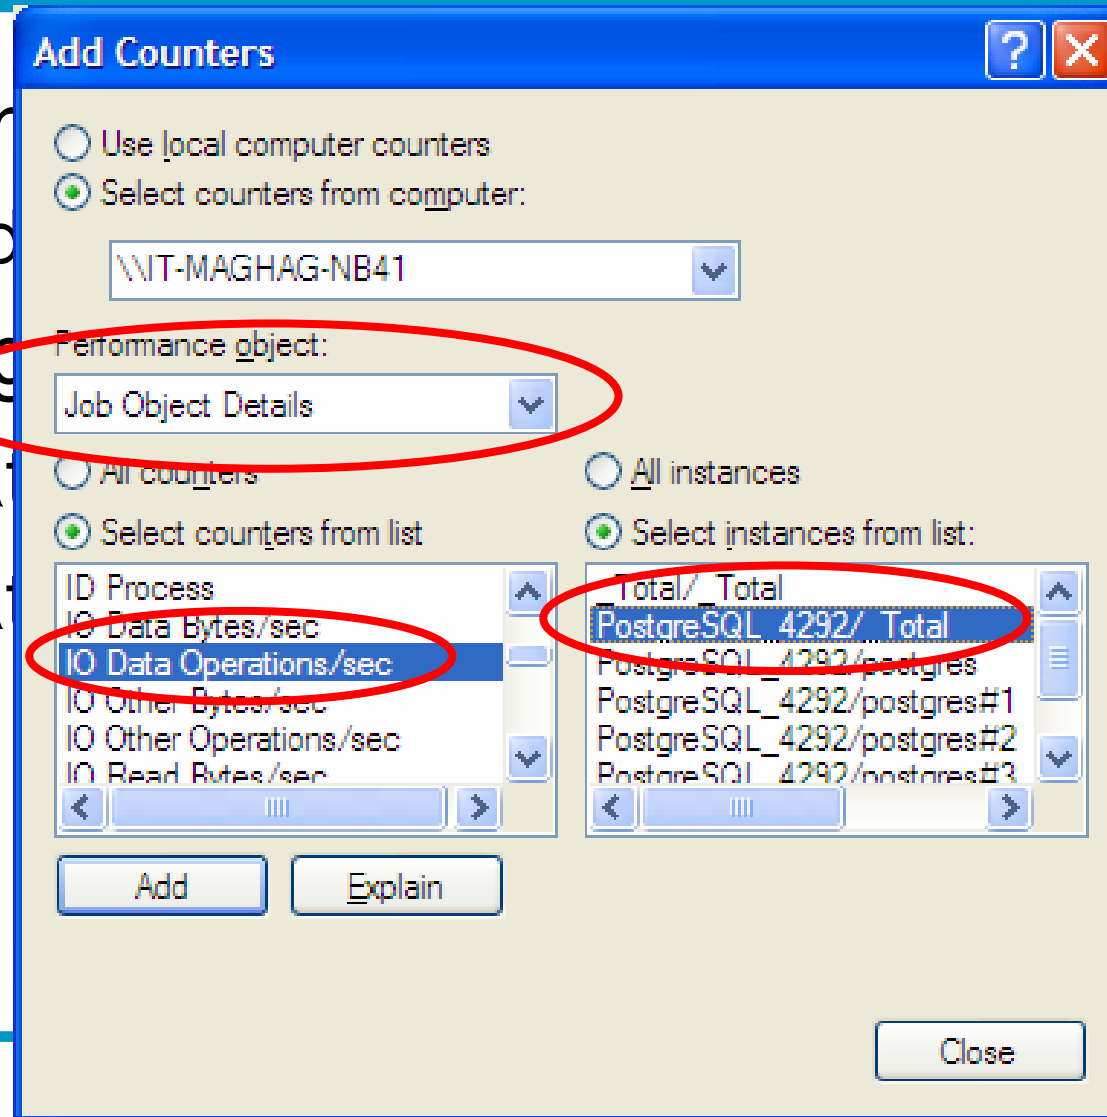 Add Counters
Use local computer counters
Select counters from computer:
\\IT-MAGHAG-NB41
Performance object:
Job Object Details
All counters
All instances
Select counters from list
Select instances from list:
ID Process
IO Data Bytes/sec
IO Data Operations/sec
IO Other Bytes/sec
IO Other Operations/sec
IO Read Bytes/sec
_Total/_Total
PostgreSQL_4292/_Total
PostgreSQL_4292/postgres
PostgreSQL_4292/postgres#1
PostgreSQL_4292/postgres#2
PostgreSQL_4292/postgres#3
Add
Explain
Close